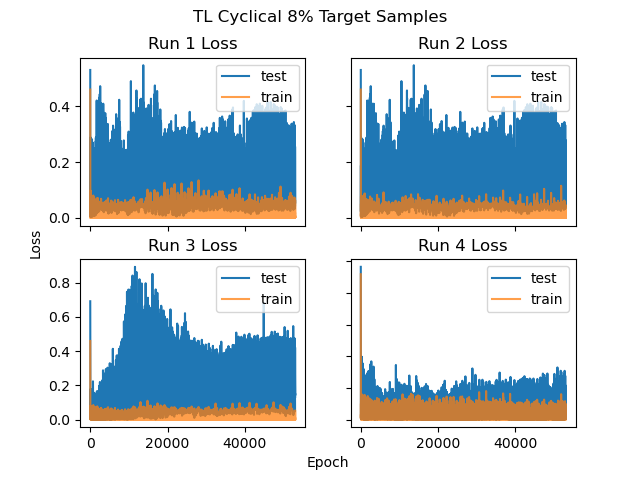 TL Cyclical 8% Target Samples
Run 1 Loss
Run 2 Loss
test
train
test
train
0.4
0.2
0.0
Loss
Run 3 Loss
Run 4 Loss
test
train
test
train
0.8
0.6
0.4
0.2
0.0
0
20000
40000
0
20000
40000
Epoch